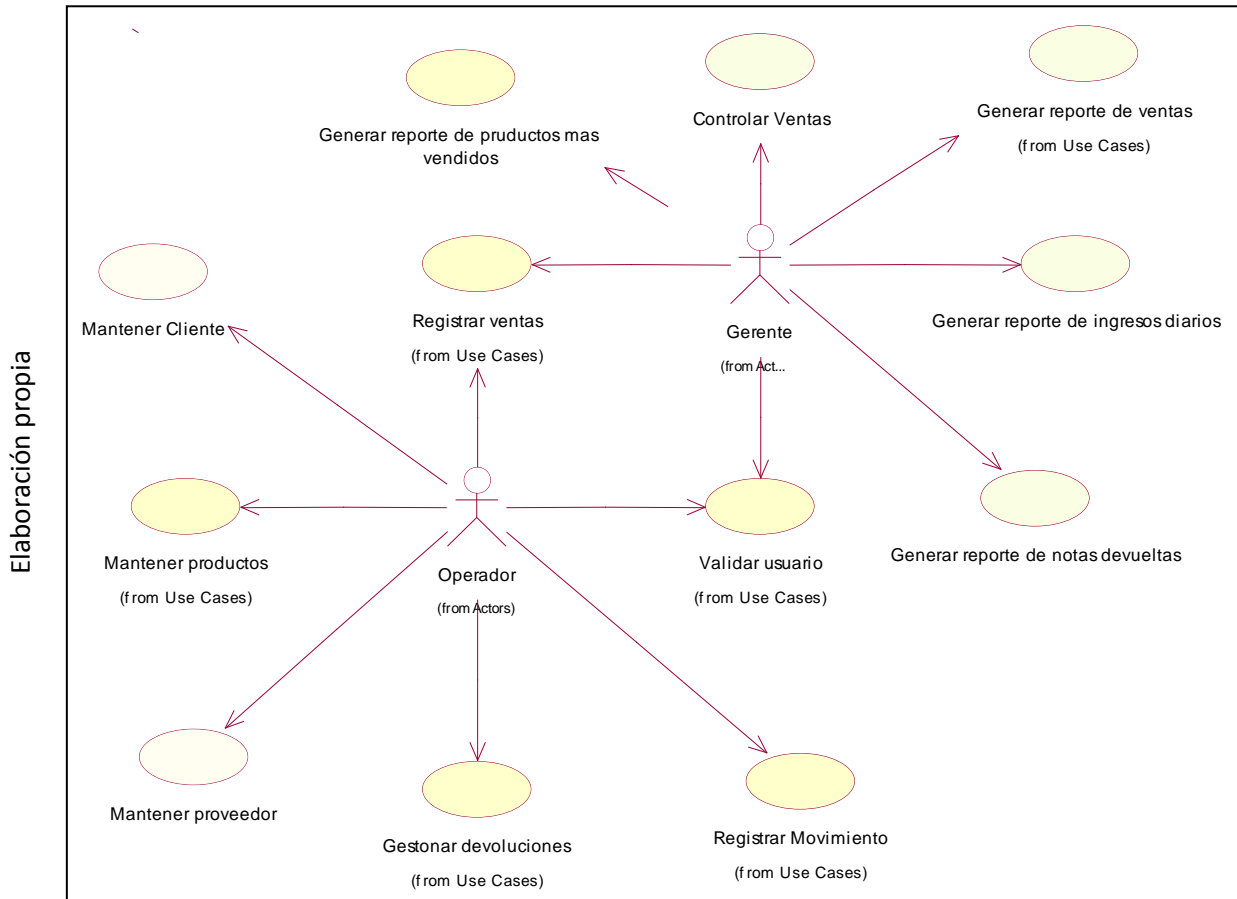 Elaboración propia
Generar reporte de pruductos mas
vendidos
Controlar Ventas
Generar reporte de ventas
(from Use Cases)
Mantener Cliente
Registrar ventas
(from Use Cases)
Gerente
(from Act...
Generar reporte de ingresos diarios
Mantener productos
(from Use Cases)
Operador
(from Actors)
Validar usuario
(from Use Cases)
Generar reporte de notas devueltas
Mantener proveedor
Gestonar devoluciones
(from Use Cases)
Registrar Movimiento
(from Use Cases)